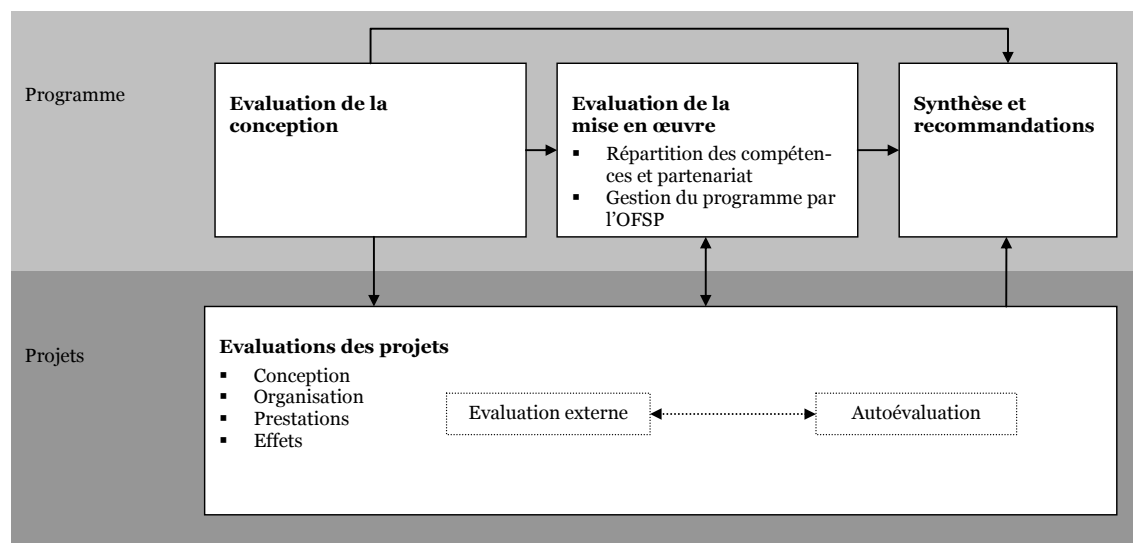 Programme
Evaluation de la
conception
Evaluation de la
mise en œuvre
▪ Répartition des compéten-
ces et partenariat
▪ Gestion du programme par
l'OFSP
Synthèse et
recommandations
Projets
Evaluations des projets
▪ Conception
▪ Organisation
▪ Prestations
▪ Effets
Evaluation externe
Autoévaluation